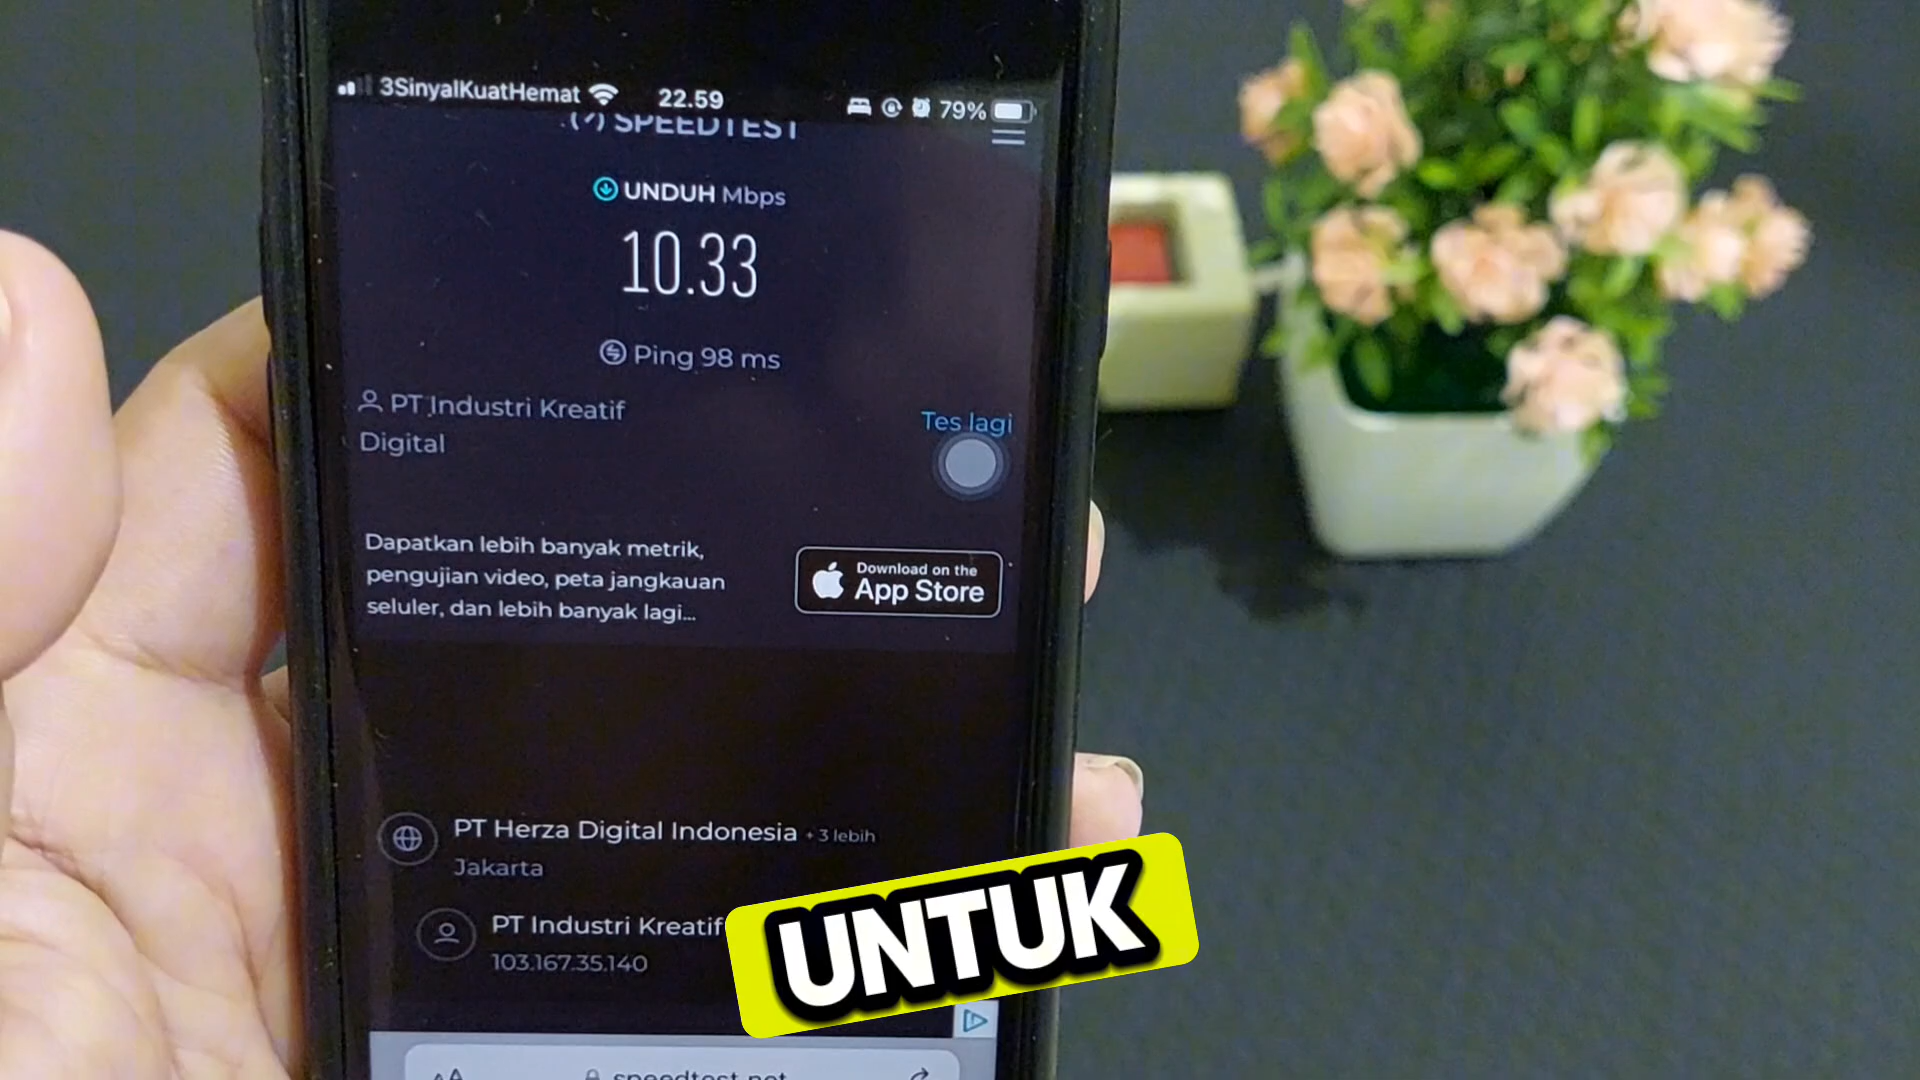 3SinyalKuatHemat 22.59 79%
SPEEDTEST
UNDUH Mbps
10.33
Ping 98 ms
PT Industri Kreatif
Digital
Tes lagi
Dapatkan lebih banyak metrik,
pengujian video, peta jangkauan
seluler, dan lebih banyak lagi...
Download on the
App Store
PT Herza Digital Indonesia + 3 lebih
Jakarta
PT Industri Kreatif
103.167.35.140
UNTUK
AA speedtest.net